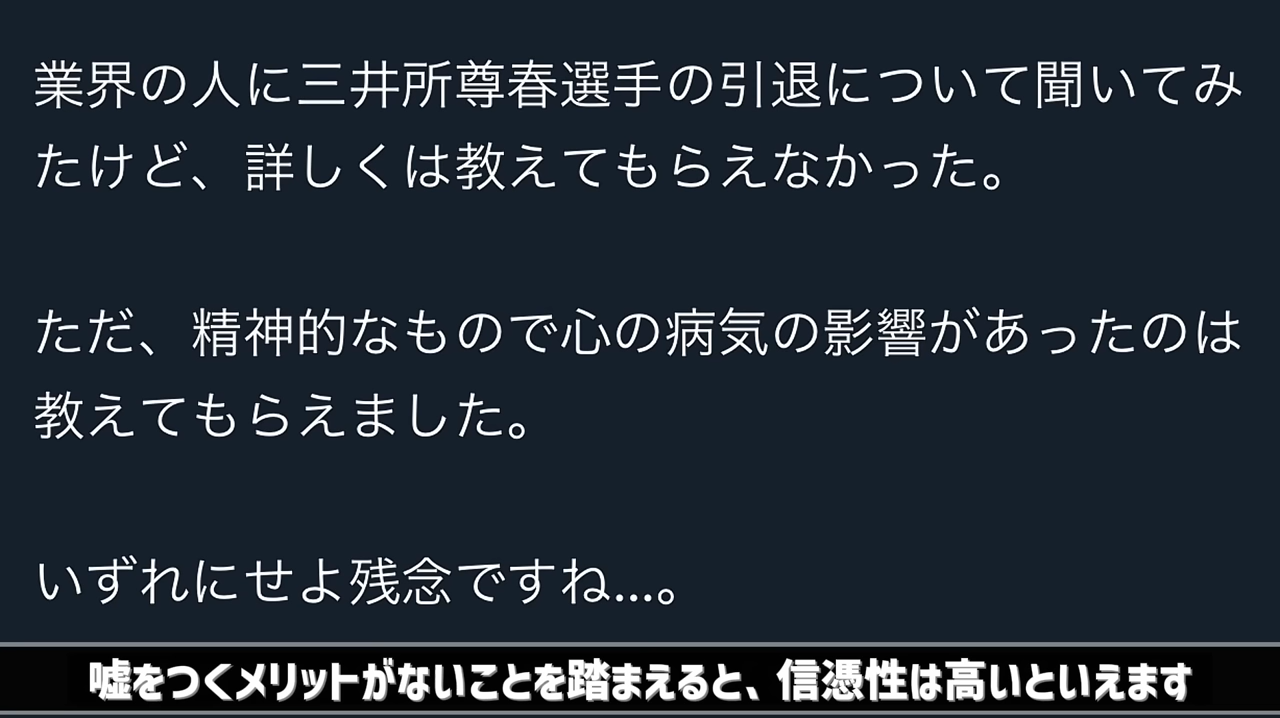 業界の人に三井所尊春選手の引退について聞いてみ
たけど、詳しくは教えてもらえなかった。
ただ、精神的なもので心の病気の影響があったのは
教えてもらえました。
いずれにせよ残念ですね...。
嘘をつくメリットがないことを踏まえると、信憑性は高いといえます